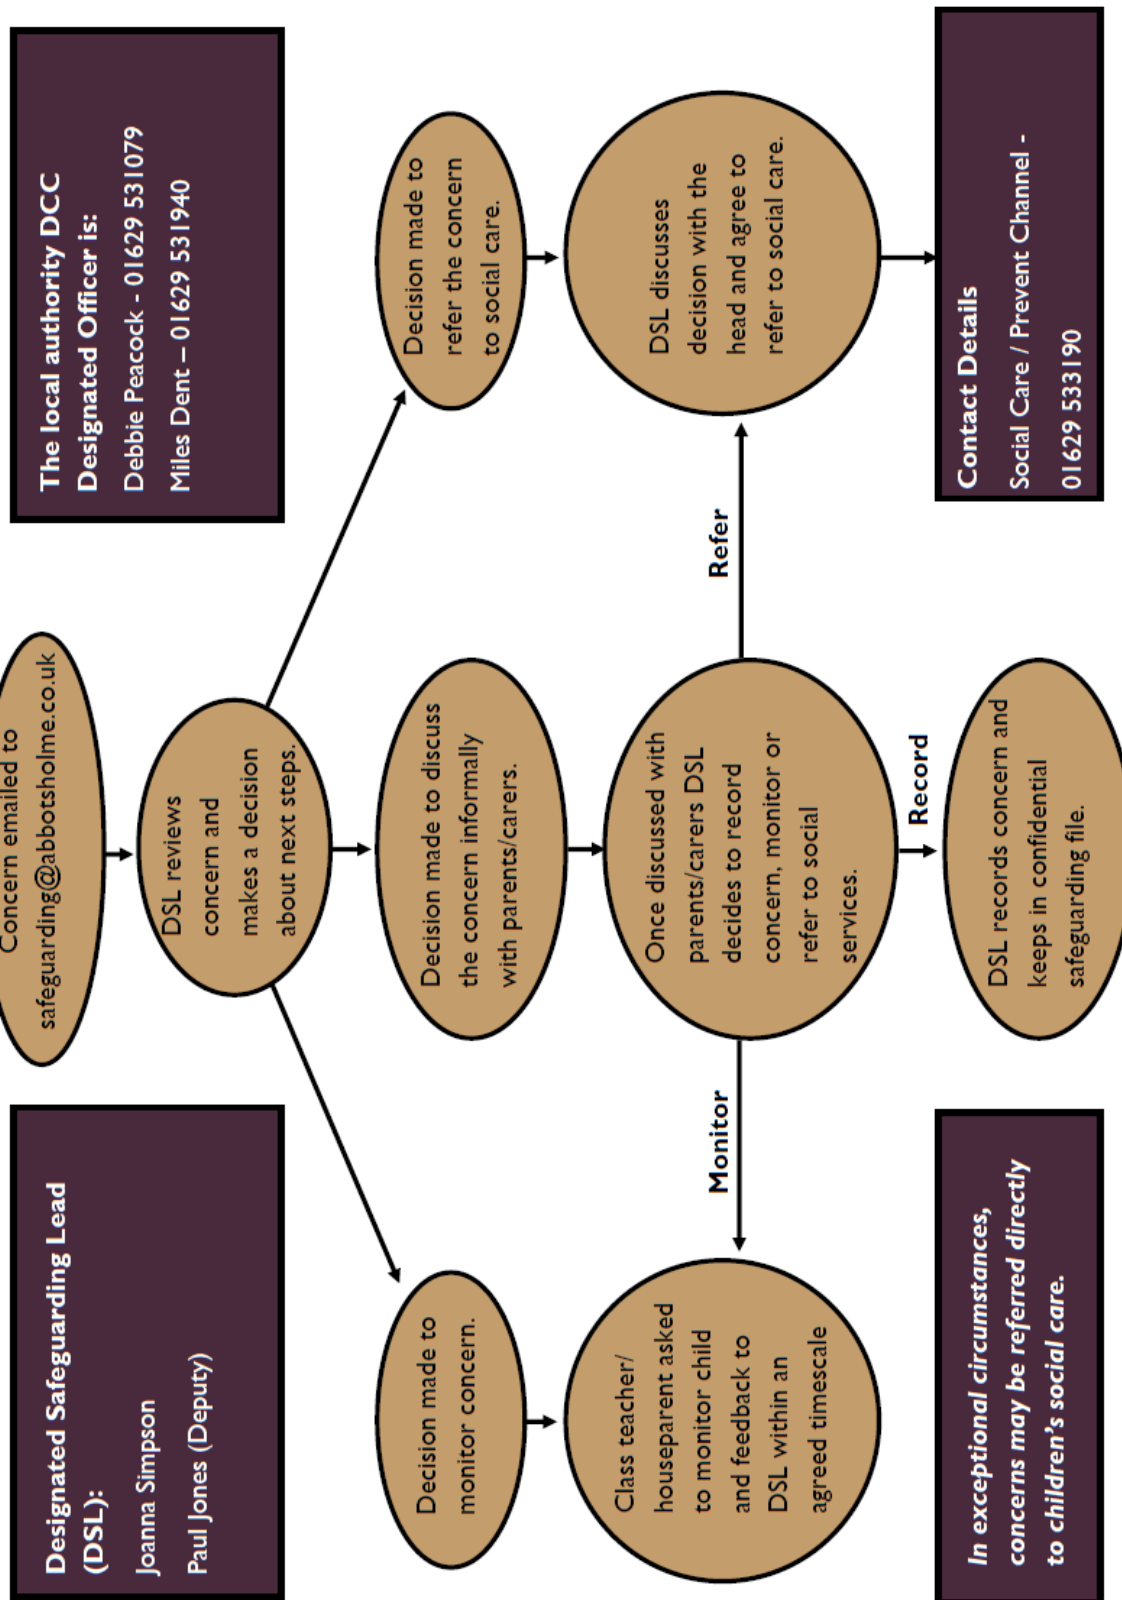 Concern emailed to
safeguarding@abbotsholme.co.uk
Designated Safeguarding Lead
(DSL):
Joanna Simpson
Paul Jones (Deputy)
DSL reviews
concern and
makes a decision
about next steps.
The local authority DCC
Designated Officer is:
Debbie Peacock - 01629 531079
Miles Dent – 01629 531940
Decision made to
monitor concern.
Decision made to discuss
the concern informally
with parents/carers.
Decision made to
refer the concern
to social care.
Class teacher/
houseparent asked
to monitor child
and feedback to
DSL within an
agreed timescale
Monitor
Once discussed with
parents/carers DSL
decides to record
concern, monitor or
refer to social
services.
Refer
DSL discusses
decision with the
head and agree to
refer to social care.
Record
In exceptional circumstances,
concerns may be referred directly
to children's social care.
DSL records concern and
keeps in confidential
safeguarding file.
Contact Details
Social Care / Prevent Channel -
01629 533190